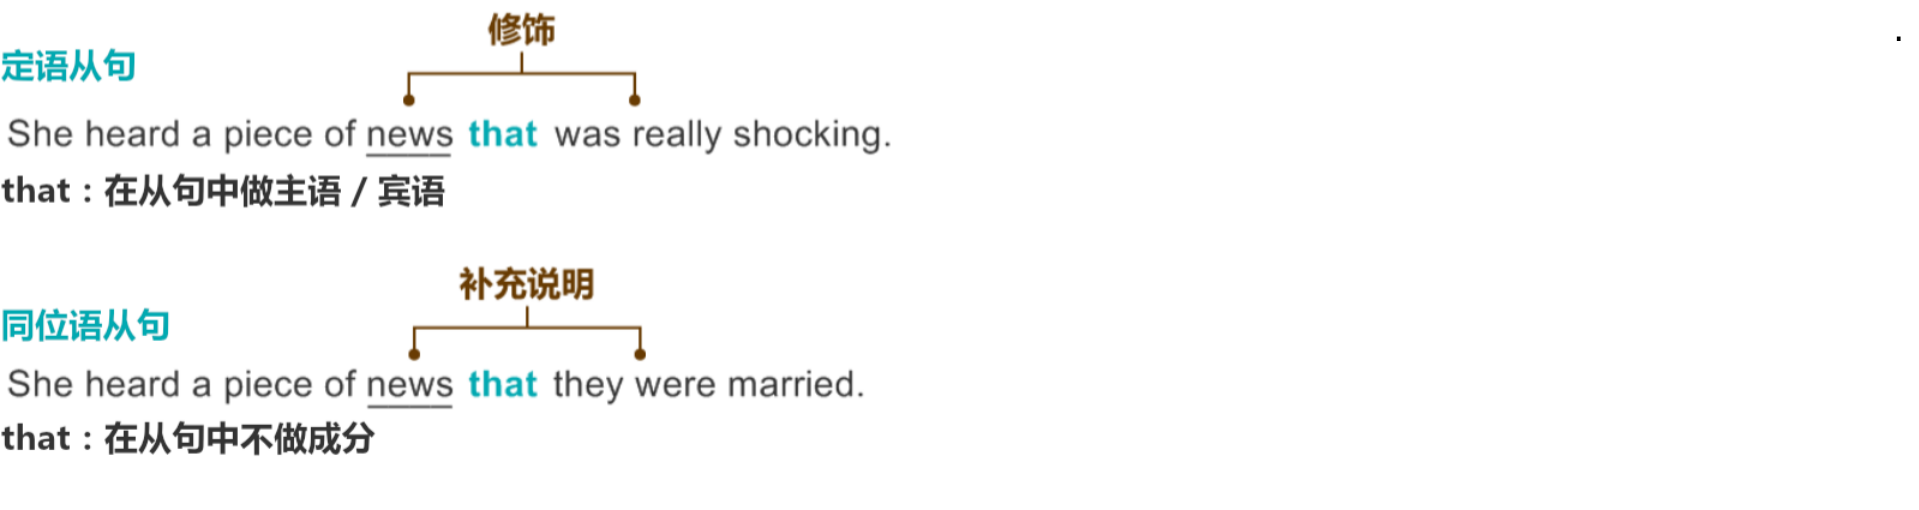 修饰
定语从句
She heard a piece of news that was really shocking.
that：在从句中做主语 / 宾语
补充说明
同位语从句
She heard a piece of news that they were married.
that：在从句中不做成分